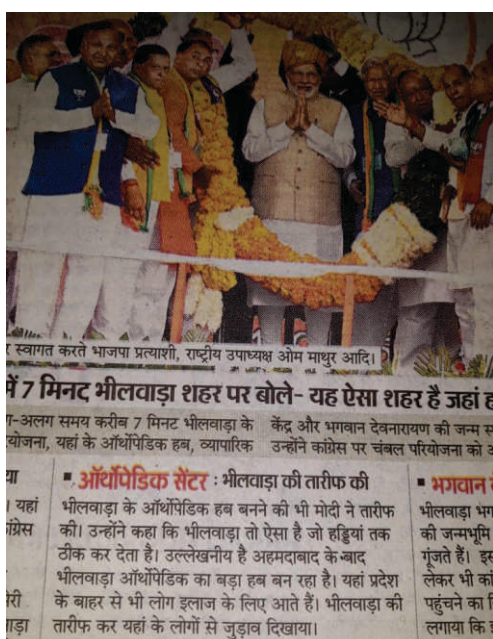 स्वागत करते भाजपा प्रत्याशी, राष्ट्रीय उपाध्यक्ष ओम माथुर आदि।
में 7 मिनट भीलवाड़ा शहर पर बोले- यह ऐसा शहर है जहां ह
ग-अलग समय करीब 7 मिनट भीलवाड़ा के
योजना, यहां के ऑर्थोपेडिक हब, व्यापारिक
केंद्र और भगवान देवनारायण की जन्म स
उन्होंने कांग्रेस पर चंबल परियोजना को अ
या
यहां
ांग्रेस
ेरी
ाड़ा
▪ ऑर्थोपेडिक सेंटर : भीलवाड़ा की तारीफ की
भीलवाड़ा के ऑर्थोपेडिक हब बनने की भी मोदी ने तारीफ
की। उन्होंने कहा कि भीलवाड़ा तो ऐसा है जो हड्डियां तक
ठीक कर देता है। उल्लेखनीय है अहमदाबाद के बाद
भीलवाड़ा ऑर्थोपेडिक का बड़ा हब बन रहा है। यहां प्रदेश
के बाहर से भी लोग इलाज के लिए आते हैं। भीलवाड़ा की
तारीफ कर यहां के लोगों से जुड़ाव दिखाया।
▪ भगवान
भीलवाड़ा भग
की जन्मभूमि
गूंजते हैं। इस
लेकर भी को
पहुंचने का
लगाया कि